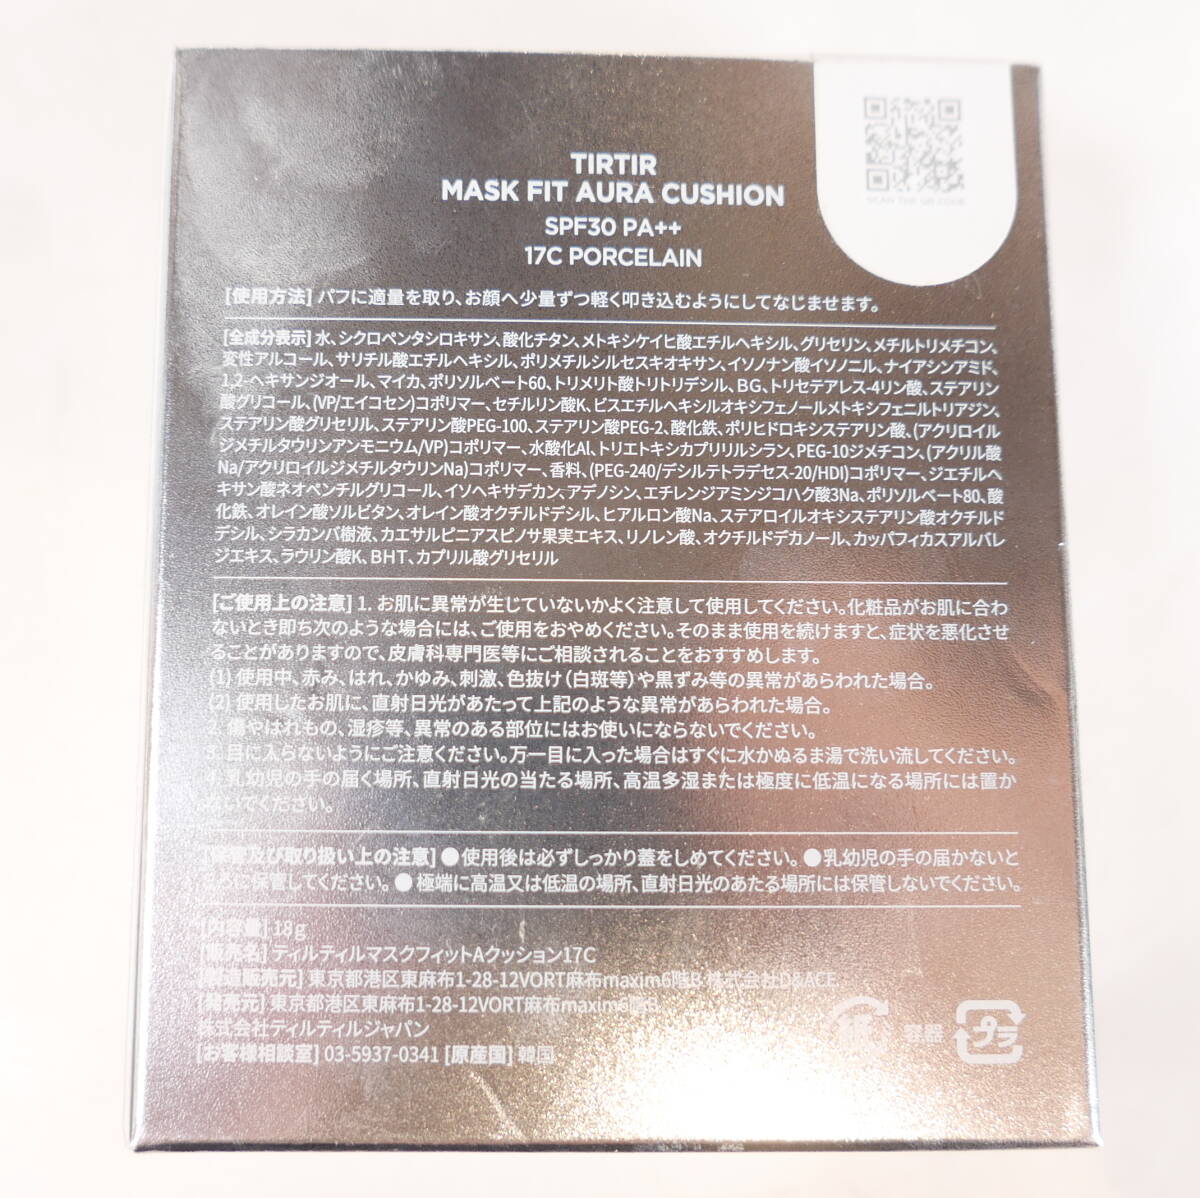 SCAN THE QR CODE
TIRTIR
MASK FIT AURA CUSHION
SPF30 PA++
17C PORCELAIN
[使用方法] パフに適量を取り、お顔へ少量ずつ軽く叩き込むようにしてなじませます。
[全成分表示] 水、シクロペンタシロキサン、酸化チタン、メトキシケイヒ酸エチルヘキシル、グリセリン、メチルトリメチコン、
変性アルコール、サリチル酸エチルヘキシル、ポリメチルシルセスキオキサン、イソノナン酸イソノニル、ナイアシンアミド、
1,2-ヘキサンジオール、マイカ、ポリソルベート60、トリメリト酸トリトリデシル、BG、トリセテアレス-4リン酸、ステアリン
酸グリコール、(VP/エイコセン)コポリマー、セチルリン酸K、ビスエチルヘキシルオキシフェノールメトキシフェニルトリアジン、
ステアリン酸グリセリル、ステアリン酸PEG-100、ステアリン酸PEG-2、酸化鉄、ポリヒドロキシステアリン酸、(アクリロイル
ジメチルタウリンアンモニウム/VP)コポリマー、水酸化Al、トリエトキシカプリリルシラン、PEG-10ジメチコン、(アクリル酸
Na/アクリロイルジメチルタウリンNa)コポリマー、香料、(PEG-240/デシルテトラデセス-20/HDI)コポリマー、ジエチルヘ
キサン酸ネオペンチルグリコール、イソヘキサデカン、アデノシン、エチレンジアミンジコハク酸3Na、ポリソルベート80、酸
化鉄、オレイン酸ソルビタン、オレイン酸オクチルドデシル、ヒアルロン酸Na、ステアロイルオキシステアリン酸オクチルド
デシル、シラカンバ樹液、カエサルピニアスピノサ果実エキス、リノレン酸、オクチルドデカノール、カッパフィカスアルバレ
ジエキス、ラウリン酸K、BHT、カプリル酸グリセリル
[ご使用上の注意] 1. お肌に異常が生じていないかよく注意して使用してください。化粧品がお肌に合わ
ないとき即ち次のような場合には、ご使用をおやめください。そのまま使用を続けますと、症状を悪化させ
ることがありますので、皮膚科専門医等にご相談されることをおすすめします。
(1) 使用中、赤み、はれ、かゆみ、刺激、色抜け(白斑等)や黒ずみ等の異常があらわれた場合。
(2) 使用したお肌に、直射日光があたって上記のような異常があらわれた場合。
2. 傷やはれもの、湿疹等、異常のある部位にはお使いにならないでください。
3. 目に入らないようにご注意ください。万一目に入った場合はすぐに水かぬるま湯で洗い流してください。
4. 乳幼児の手の届く場所、直射日光の当たる場所、高温多湿または極度に低温になる場所には置か
ないでください。
[保管及び取り扱い上の注意] ●使用後は必ずしっかり蓋をしめてください。●乳幼児の手の届かないと
ころに保管してください。● 極端に高温又は低温の場所、直射日光のあたる場所には保管しないでください。
[内容量] 18g
[販売名] ティルティルマスクフィットAクッション17C
[製造販売元] 東京都港区東麻布1-28-12VORT麻布maxim6階B 株式会社D&ACE
[発売元] 東京都港区東麻布1-28-12VORT麻布maxim6階B
株式会社ティルティルジャパン
[お客様相談室] 03-5937-0341 [原産国] 韓国
紙 容器 プラ